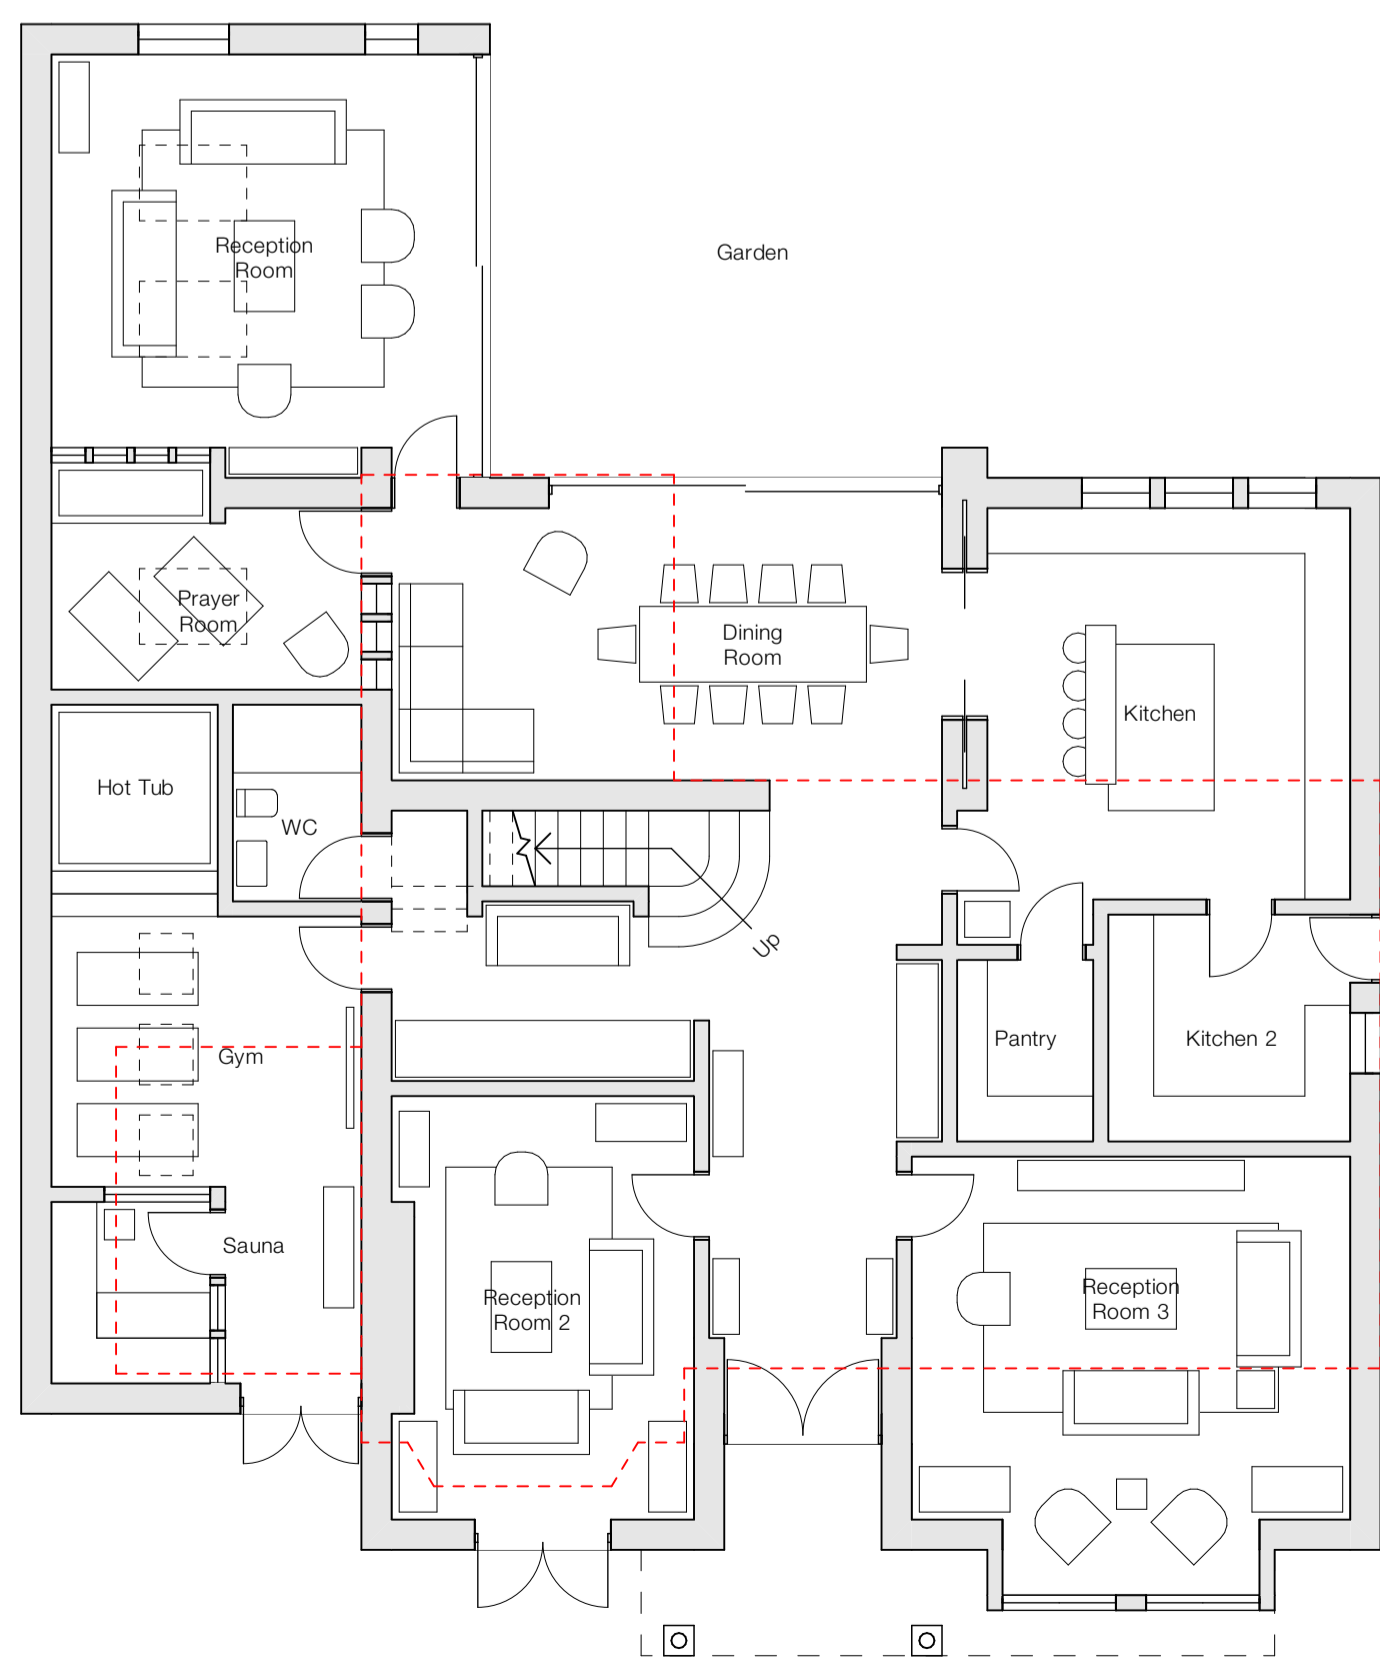 Reception
Room
Garden
Prayer
Room
Dining
Room
Kitchen
Hot Tub
WC
Up
Gym
Pantry
Kitchen 2
Sauna
Reception
Room 2
Reception
Room 3